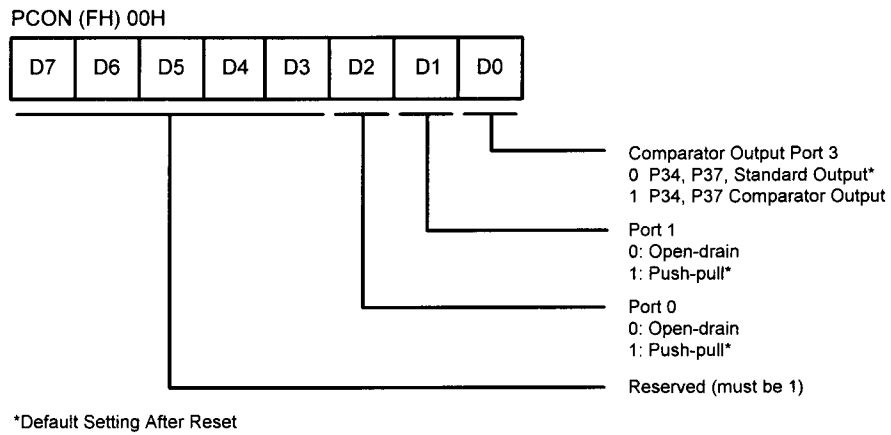 PCON (FH) 00H
D7 D6 D5 D4 D3 D2 D1 D0
Comparator Output Port 3
0 P34, P37, Standard Output*
1 P34, P37 Comparator Output
Port 1
0: Open-drain
1: Push-pull*
Port 0
0: Open-drain
1: Push-pull*
Reserved (must be 1)
*Default Setting After Reset